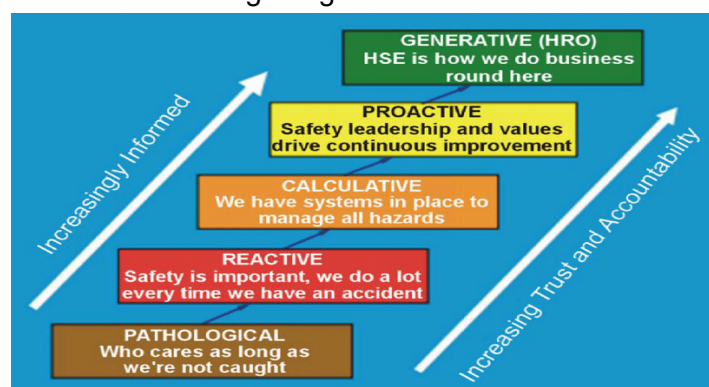 GENERATIVE (HRO)
HSE is how we do business
round here
PROACTIVE
Safety leadership and values
drive continuous improvement
CALCULATIVE
We have systems in place to
manage all hazards
REACTIVE
Safety is important, we do a lot
every time we have an accident
PATHOLOGICAL
Who cares as long as
we're not caught
Increasingly Informed
Increasing Trust and Accountability